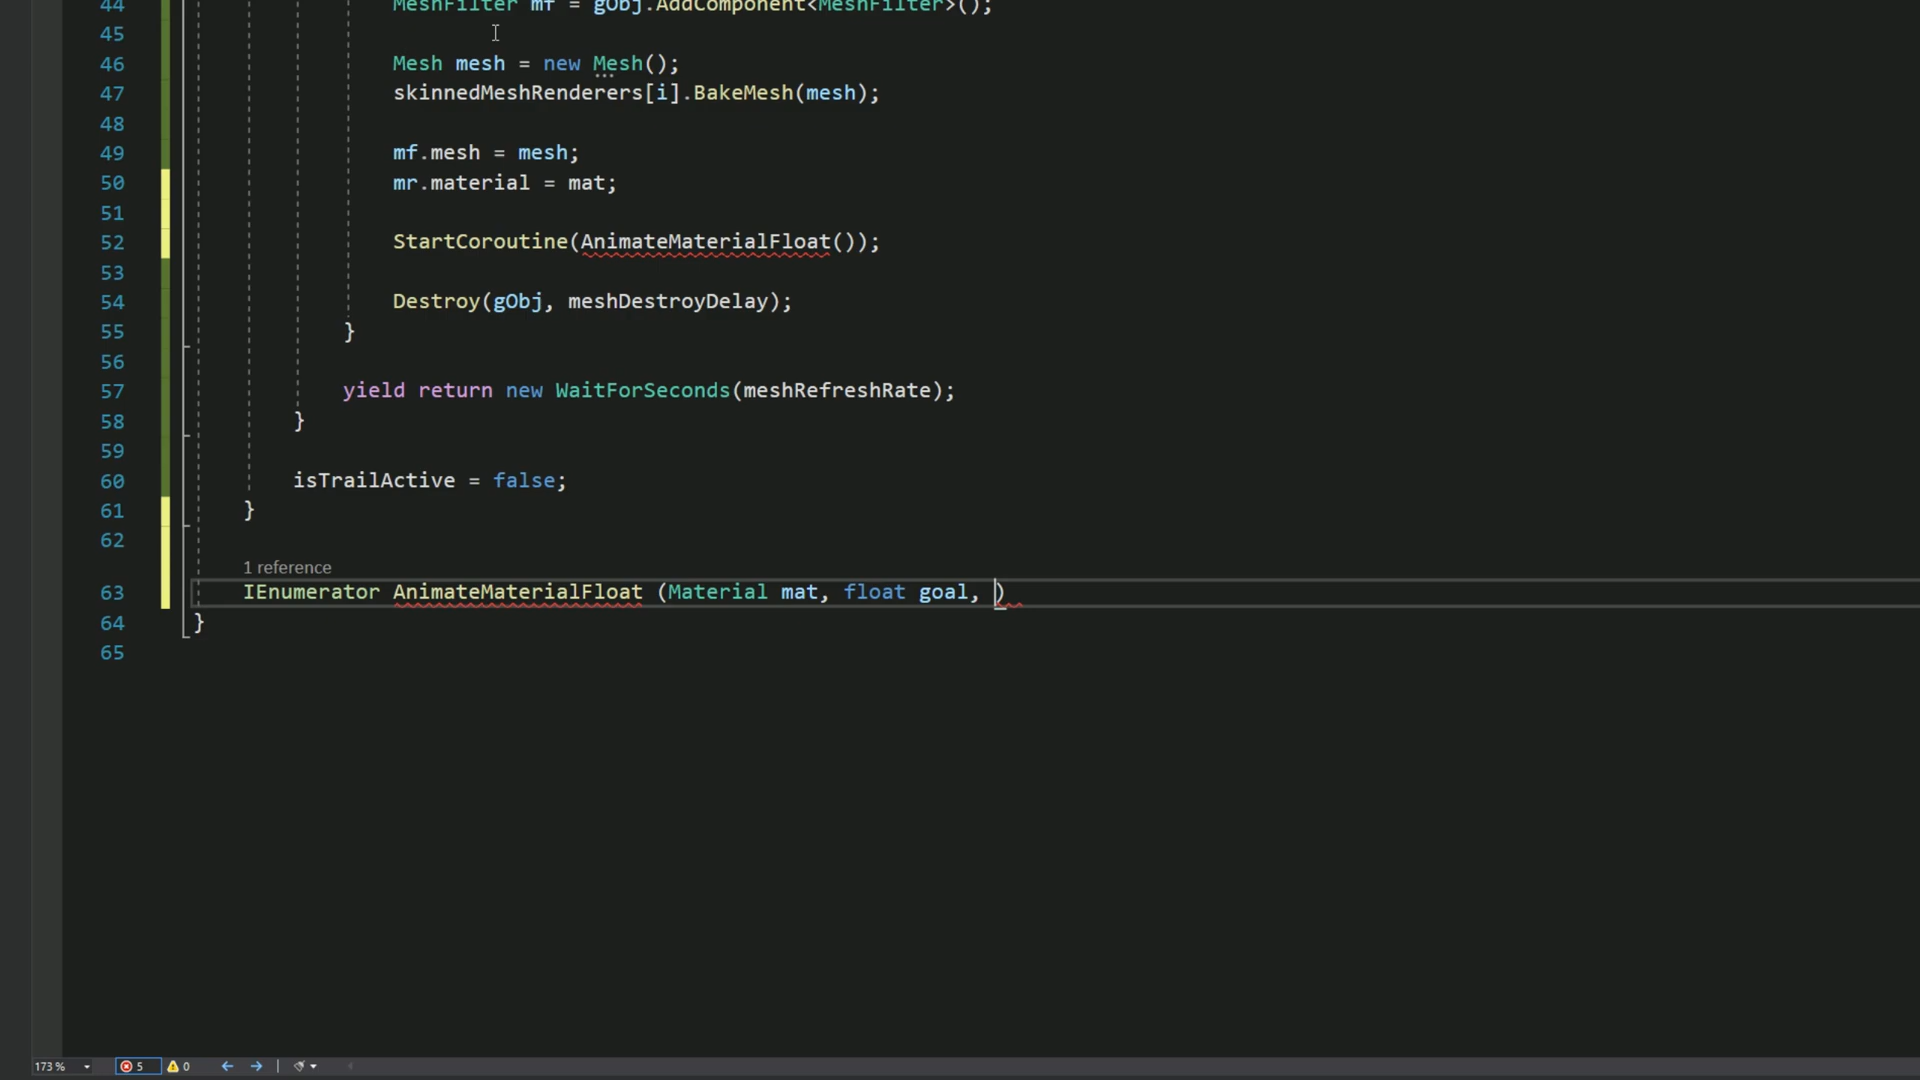 44 MeshFilter mf = gObj.AddComponent<MeshFilter>();
45
46 Mesh mesh = new Mesh();
47 skinnedMeshRenderers[i].BakeMesh(mesh);
48
49 mf.mesh = mesh;
50 mr.material = mat;
51
52 StartCoroutine(AnimateMaterialFloat());
53
54 Destroy(gObj, meshDestroyDelay);
55 }
56
57 yield return new WaitForSeconds(meshRefreshRate);
58 }
59
60 isTrailActive = false;
61 }
62
1 reference
63 IEnumerator AnimateMaterialFloat (Material mat, float goal, )
64 }
65
173 % 5 0